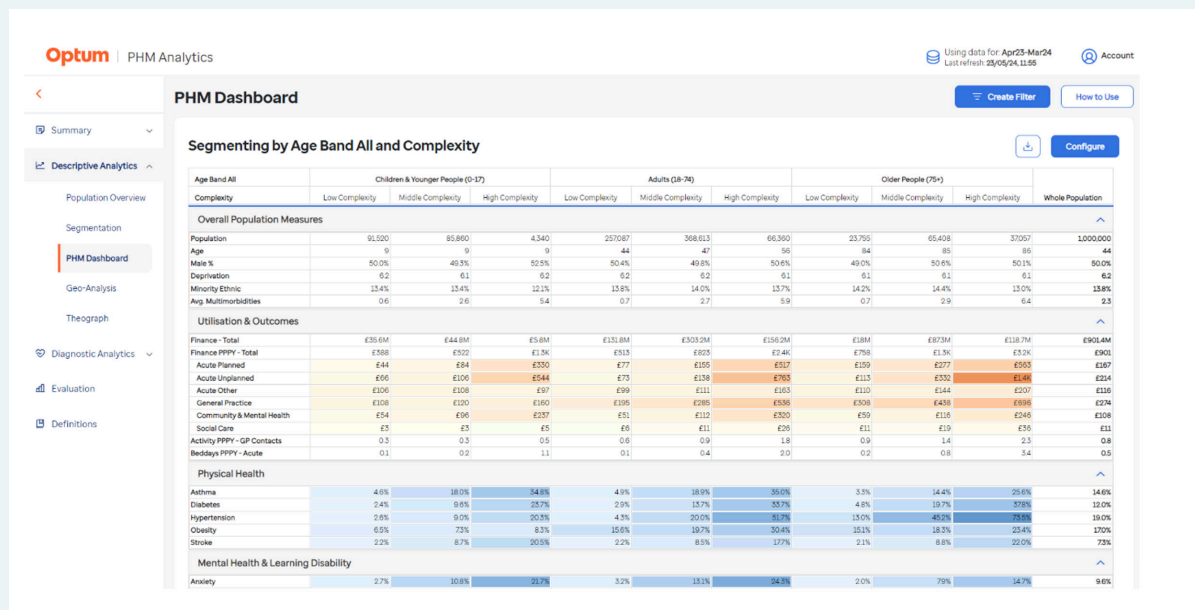 Optum | PHM Analytics
Using data for: Apr23-Mar24
Last refresh: 23/05/24, 11:55
Account
PHM Dashboard
Create Filter
How to Use
Summary
Descriptive Analytics
Population Overview
Segmentation
PHM Dashboard
Geo-Analysis
Theograph
Diagnostic Analytics
Evaluation
Definitions
Segmenting by Age Band All and Complexity
Configure
Age Band All Children & Younger People (0-17) Adults (18-74) Older People (75+)
Complexity Low Complexity Middle Complexity High Complexity Low Complexity Middle Complexity High Complexity Low Complexity Middle Complexity High Complexity Whole Population
Overall Population Measures
Population 91,520 85,860 4,340 257,087 368,613 66,360 23,755 65,408 37,057 1,000,000
Age 9 9 9 44 47 56 84 85 86 44
Male % 50.0% 49.3% 52.5% 50.4% 49.8% 50.6% 49.0% 50.6% 50.1% 50.0%
Deprivation 6.2 6.1 6.2 6.2 6.2 6.1 6.1 6.1 6.1 6.2
Minority Ethnic 13.4% 13.4% 12.1% 13.8% 14.0% 13.7% 14.2% 14.4% 13.0% 13.8%
Avg. Multimorbidities 0.6 2.6 5.4 0.7 2.7 5.9 0.7 2.9 6.4 2.3
Utilisation & Outcomes
Finance - Total £35.6M £44.8M £5.8M £131.8M £303.2M £156.2M £18M £87.3M £118.7M £901.4M
Finance PPPY - Total £388 £522 £1.3K £513 £823 £2.4K £758 £1.3K £3.2K £901
Acute Planned £44 £84 £330 £77 £155 £517 £159 £277 £563 £167
Acute Unplanned £66 £106 £544 £73 £138 £763 £113 £332 £1.4K £214
Acute Other £106 £108 £97 £99 £111 £163 £110 £144 £207 £116
General Practice £108 £120 £160 £195 £285 £536 £308 £438 £696 £274
Community & Mental Health £54 £96 £237 £51 £112 £320 £59 £116 £246 £108
Social Care £3 £3 £5 £6 £11 £26 £11 £19 £36 £11
Activity PPPY - GP Contacts 0.3 0.3 0.5 0.6 0.9 1.8 0.9 1.4 2.3 0.8
Beddays PPPY - Acute 0.1 0.2 1.1 0.1 0.4 2.0 0.2 0.8 3.4 0.5
Physical Health
Asthma 4.6% 18.0% 34.8% 4.9% 18.9% 35.0% 3.3% 14.4% 25.6% 14.6%
Diabetes 2.4% 9.6% 23.7% 2.9% 13.7% 33.7% 4.8% 19.7% 37.8% 12.0%
Hypertension 2.6% 9.0% 20.3% 4.3% 20.0% 51.7% 13.0% 45.2% 73.5% 19.0%
Obesity 6.5% 7.3% 8.3% 15.6% 19.7% 30.4% 15.1% 18.3% 23.4% 17.0%
Stroke 2.2% 8.7% 20.5% 2.2% 8.5% 17.7% 2.1% 8.8% 22.0% 7.3%
Mental Health & Learning Disability
Anxiety 2.7% 10.8% 21.7% 3.2% 13.1% 24.3% 2.0% 7.9% 14.7% 9.6%